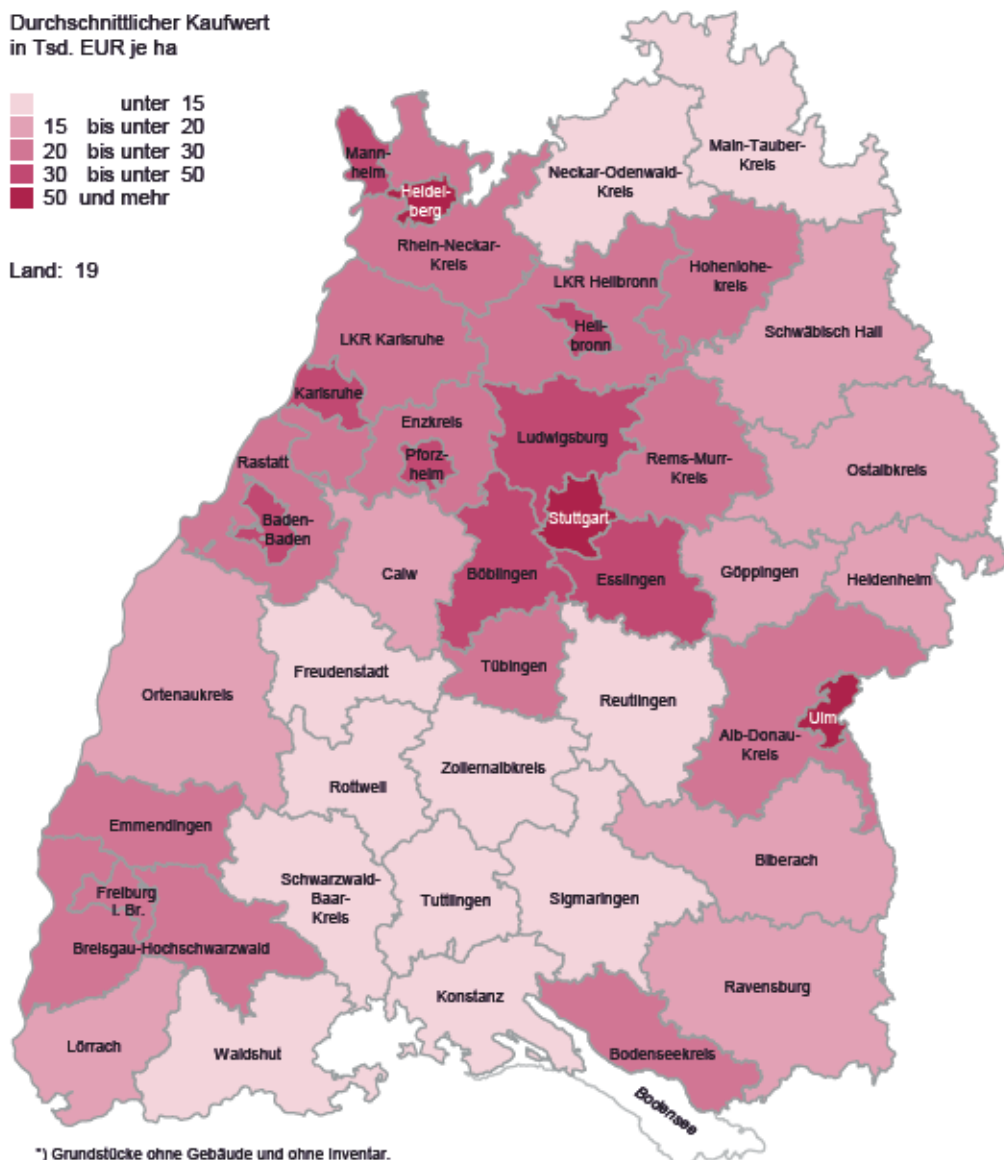 Durchschnittlicher Kaufwert
in Tsd. EUR je ha
unter 15
15 bis unter 20
20 bis unter 30
30 bis unter 50
50 und mehr
Land: 19
Main-Tauber-
Kreis
Neckar-Odenwald-
Kreis
Mann-
heim
Heidel-
berg
Rhein-Neckar-
Kreis
LKR Heilbronn
Hohenlohe-
kreis
Heil-
bronn
Schwäbisch Hall
LKR Karlsruhe
Karlsruhe
Enzkreis
Ludwigsburg
Pforz-
heim
Rems-Murr-
Kreis
Ostalbkreis
Rastatt
Baden-
Baden
Stuttgart
Calw
Böblingen
Esslingen
Göppingen
Heidenheim
Freudenstadt
Tübingen
Reutlingen
Ortenaukreis
Ulm
Alb-Donau-
Kreis
Rottweil
Zollernalbkreis
Emmendingen
Biberach
Freiburg
i. Br.
Schwarzwald-
Baar-
Kreis
Tuttlingen
Sigmaringen
Breisgau-Hochschwarzwald
Ravensburg
Konstanz
Lörrach
Waldshut
Bodenseekreis
Bodensee
*) Grundstücke ohne Gebäude und ohne Inventar.